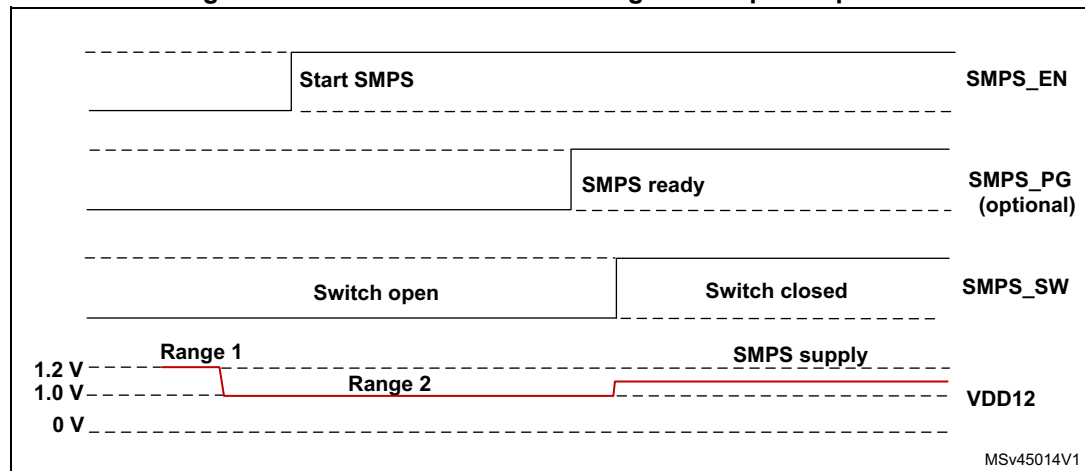 Start SMPS
SMPS_EN
SMPS ready
SMPS_PG
(optional)
Switch open
Switch closed
SMPS_SW
Range 1
SMPS supply
1.2 V
Range 2
1.0 V
VDD12
0 V
MSv45014V1